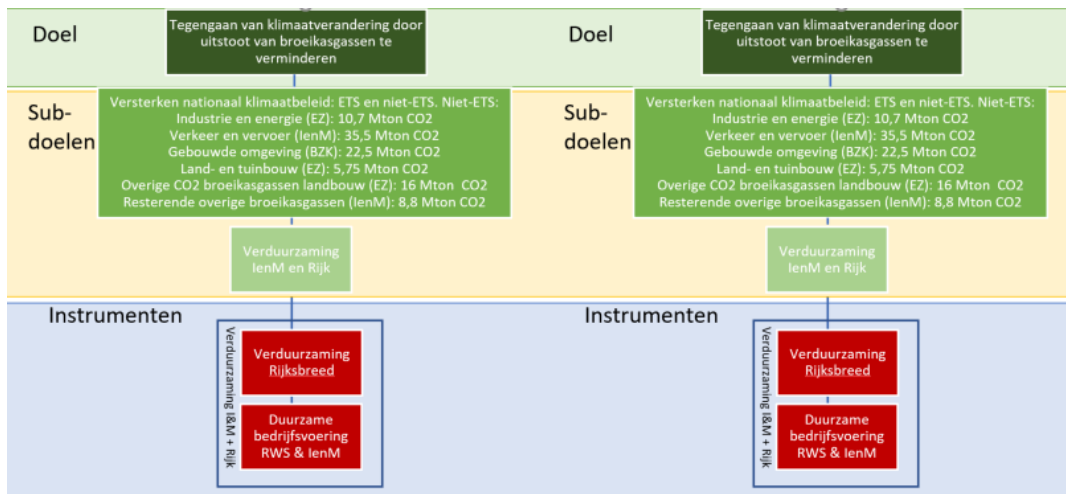 Doel
Tegengaan van klimaatverandering door
uitstoot van broeikasgassen te
verminderen
Sub-
doelen
Versterken nationaal klimaatbeleid: ETS en niet-ETS. Niet-ETS:
Industrie en energie (EZ): 10,7 Mton CO2
Verkeer en vervoer (IenM): 35,5 Mton CO2
Gebouwde omgeving (BZK): 22,5 Mton CO2
Land- en tuinbouw (EZ): 5,75 Mton CO2
Overige CO2 broeikasgassen landbouw (EZ): 16 Mton CO2
Resterende overige broeikasgassen (IenM): 8,8 Mton CO2
Verduurzaming
IenM en Rijk
Instrumenten
Verduurzaming I&M + Rijk
Verduurzaming
Rijksbreed
Duurzame
bedrijfsvoering
RWS & IenM
Doel
Tegengaan van klimaatverandering door
uitstoot van broeikasgassen te
verminderen
Sub-
doelen
Versterken nationaal klimaatbeleid: ETS en niet-ETS. Niet-ETS:
Industrie en energie (EZ): 10,7 Mton CO2
Verkeer en vervoer (IenM): 35,5 Mton CO2
Gebouwde omgeving (BZK): 22,5 Mton CO2
Land- en tuinbouw (EZ): 5,75 Mton CO2
Overige CO2 broeikasgassen landbouw (EZ): 16 Mton CO2
Resterende overige broeikasgassen (IenM): 8,8 Mton CO2
Verduurzaming
IenM en Rijk
Instrumenten
Verduurzaming I&M + Rijk
Verduurzaming
Rijksbreed
Duurzame
bedrijfsvoering
RWS & IenM